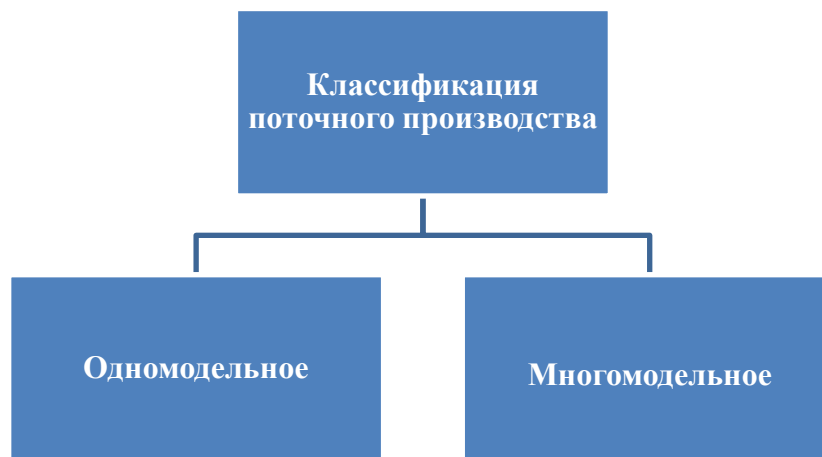 Классификация
поточного производства
Одномодельное
Многомодельное